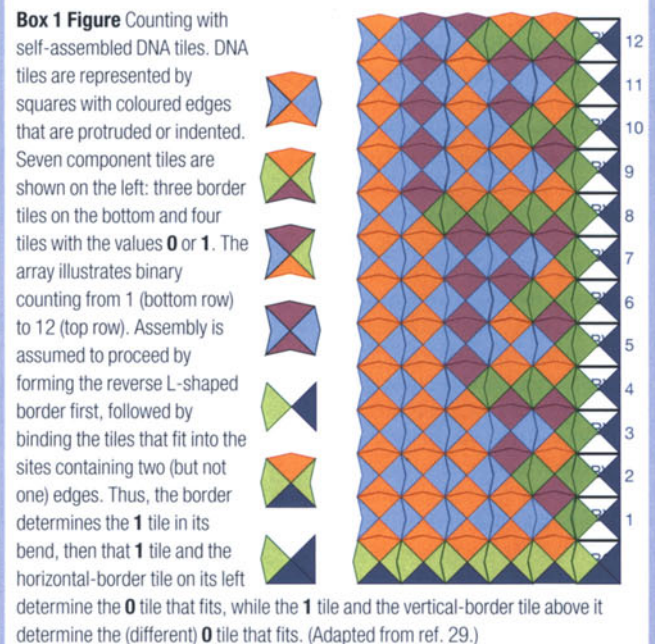 Box 1 Figure Counting with
self-assembled DNA tiles. DNA
tiles are represented by
squares with coloured edges
that are protruded or indented.
Seven component tiles are
shown on the left: three border
tiles on the bottom and four
tiles with the values 0 or 1. The
array illustrates binary
counting from 1 (bottom row)
to 12 (top row). Assembly is
assumed to proceed by
forming the reverse L-shaped
border first, followed by
binding the tiles that fit into the
sites containing two (but not
one) edges. Thus, the border
determines the 1 tile in its
bend, then that 1 tile and the
horizontal-border tile on its left
determine the 0 tile that fits, while the 1 tile and the vertical-border tile above it
determine the (different) 0 tile that fits. (Adapted from ref. 29.)
12
11
10
9
8
7
6
5
4
3
2
1